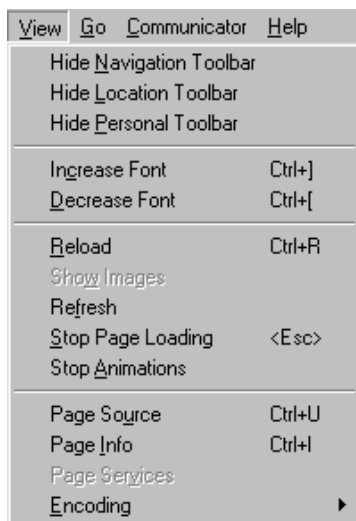 View Go Communicator Help
Hide Navigation Toolbar
Hide Location Toolbar
Hide Personal Toolbar
Increase Font Ctrl+]
Decrease Font Ctrl+[
Reload Ctrl+R
Show Images
Refresh
Stop Page Loading <Esc>
Stop Animations
Page Source Ctrl+U
Page Info Ctrl+I
Page Services
Encoding